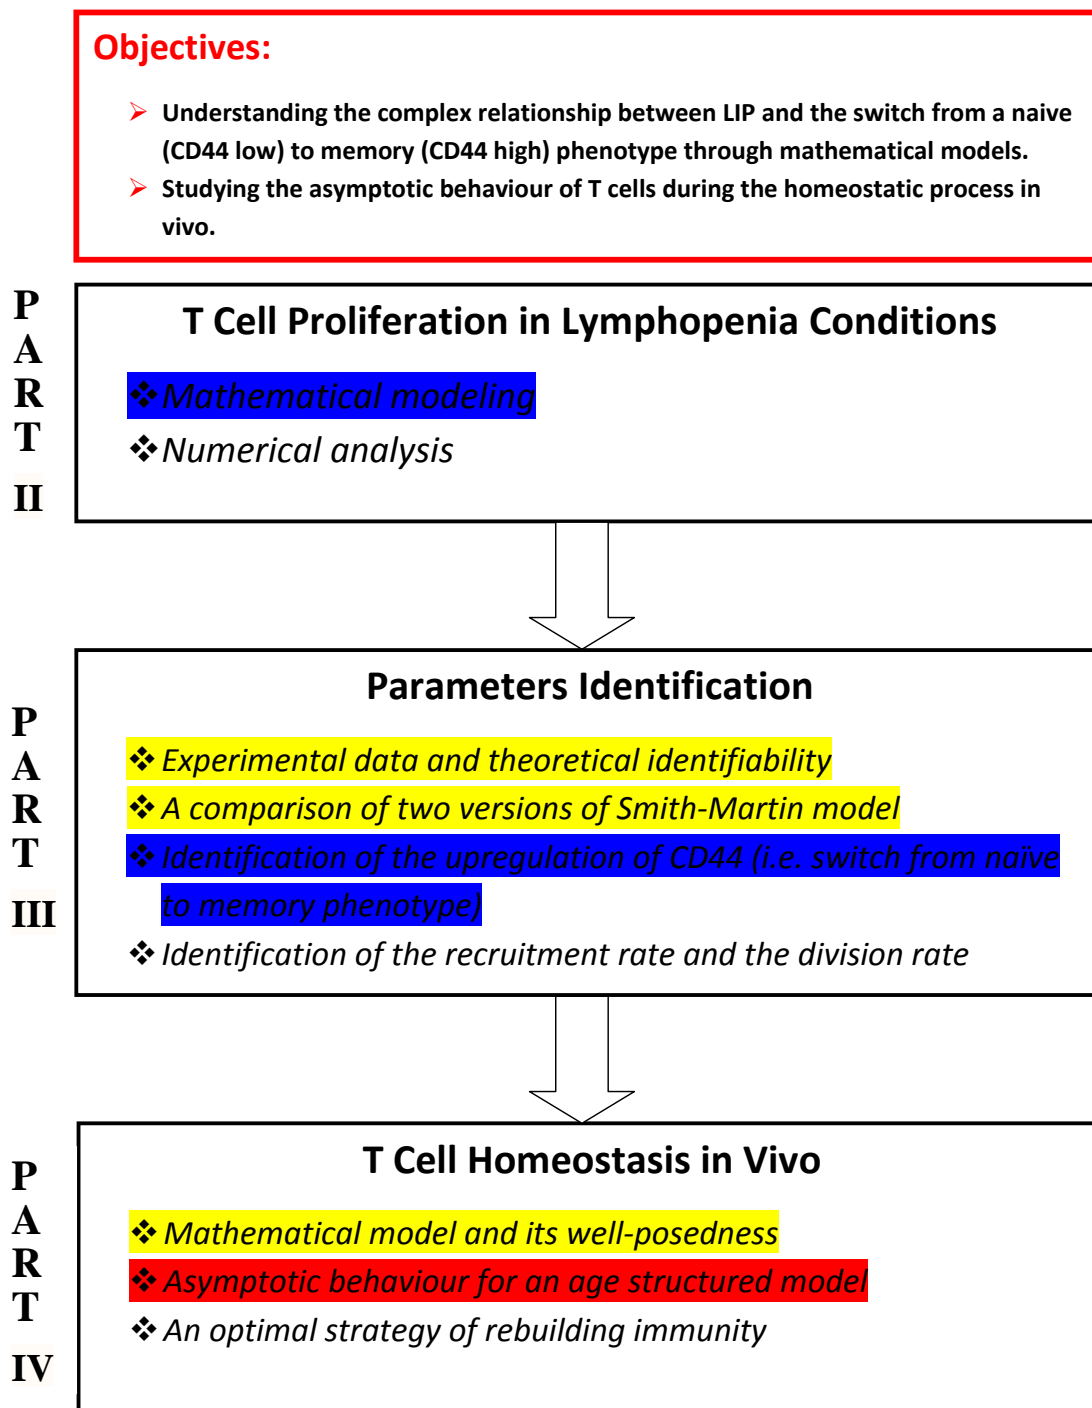 Objectives:
➢ Understanding the complex relationship between LIP and the switch from a naive
(CD44 low) to memory (CD44 high) phenotype through mathematical models.
➢ Studying the asymptotic behaviour of T cells during the homeostatic process in
vivo.
PART II
T Cell Proliferation in Lymphopenia Conditions
❖ Mathematical modeling
❖ Numerical analysis
PART III
Parameters Identification
❖ Experimental data and theoretical identifiability
❖ A comparison of two versions of Smith-Martin model
❖ Identification of the upregulation of CD44 (i.e. switch from naïve
to memory phenotype)
❖ Identification of the recruitment rate and the division rate
PART IV
T Cell Homeostasis in Vivo
❖ Mathematical model and its well-posedness
❖ Asymptotic behaviour for an age structured model
❖ An optimal strategy of rebuilding immunity